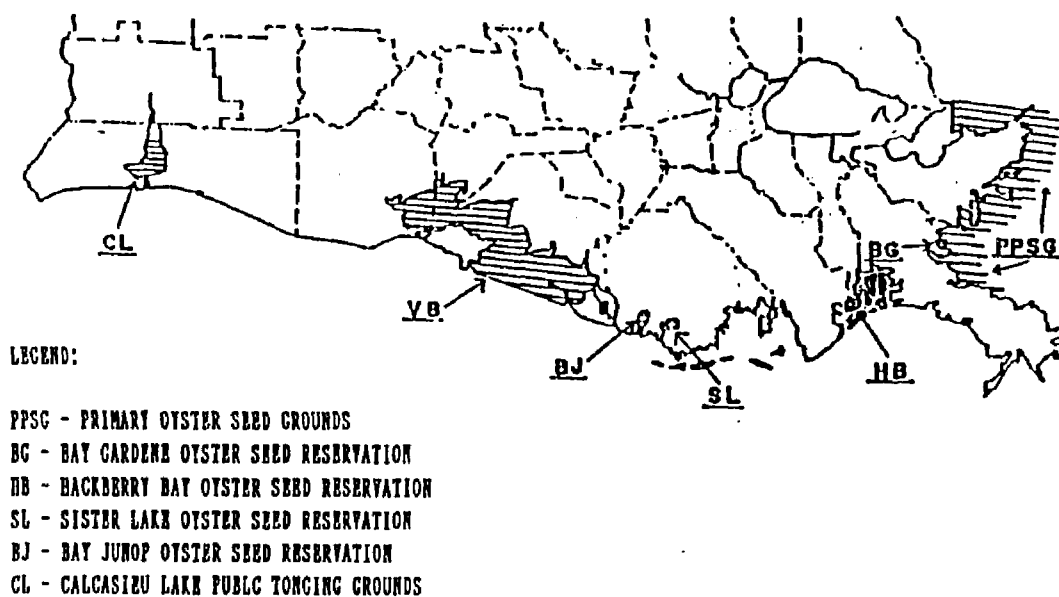 CL
VB
BJ
SL
HB
BG
PPSG
LEGEND:
PPSG - PRIMARY OYSTER SEED GROUNDS
BG - BAY GARDENE OYSTER SEED RESERVATION
HB - HACKBERRY BAY OYSTER SEED RESERVATION
SL - SISTER LAKE OYSTER SEED RESERVATION
BJ - BAY JUNOP OYSTER SEED RESERVATION
CL - CALCASIEU LAKE PUBLC TONGING GROUNDS